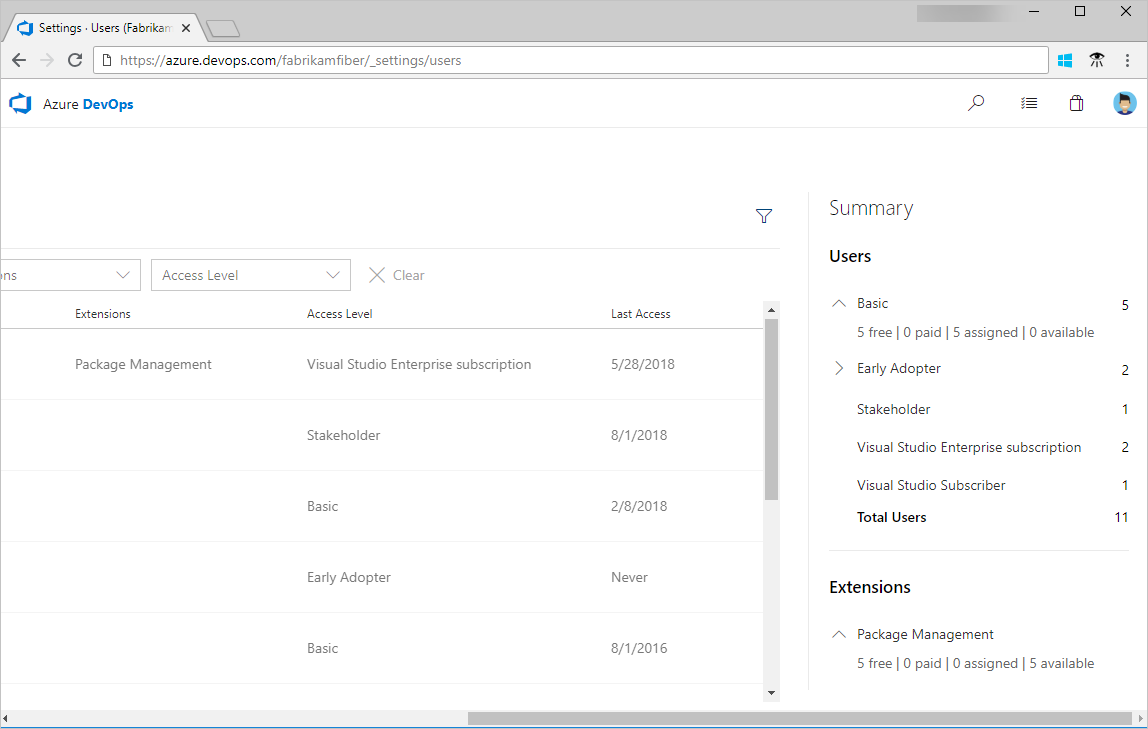 Settings · Users (Fabrikam
https://azure.devops.com/fabrikamfiber/_settings/users
Azure DevOps
ons
Access Level
Clear
Extensions Access Level Last Access
Package Management Visual Studio Enterprise subscription 5/28/2018
Stakeholder 8/1/2018
Basic 2/8/2018
Early Adopter Never
Basic 8/1/2016
Summary
Users
Basic 5
5 free | 0 paid | 5 assigned | 0 available
Early Adopter 2
Stakeholder 1
Visual Studio Enterprise subscription 2
Visual Studio Subscriber 1
Total Users 11
Extensions
Package Management
5 free | 0 paid | 0 assigned | 5 available